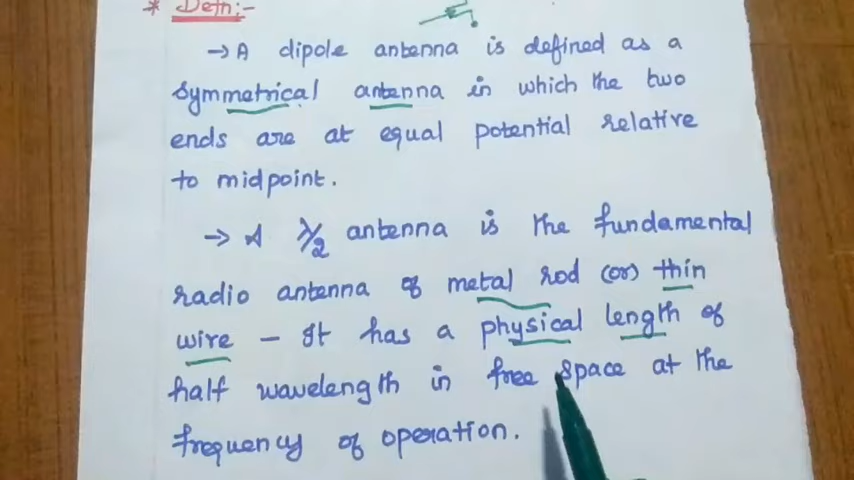 * Defn:-
→ A dipole antenna is defined as a
symmetrical antenna in which the two
ends are at equal potential relative
to midpoint.
→ A λ/2 antenna is the fundamental
radio antenna of metal rod (or) thin
wire - It has a physical length of
half wavelength in free space at the
frequency of operation.